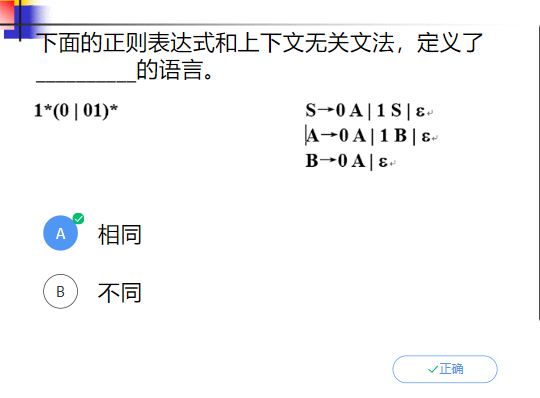 下面的正则表达式和上下文无关文法，定义了
__________的语言。
1*(0 | 01)*
S→0 A | 1 S | ε
A→0 A | 1 B | ε
B→0 A | ε
A 相同
B 不同
正确